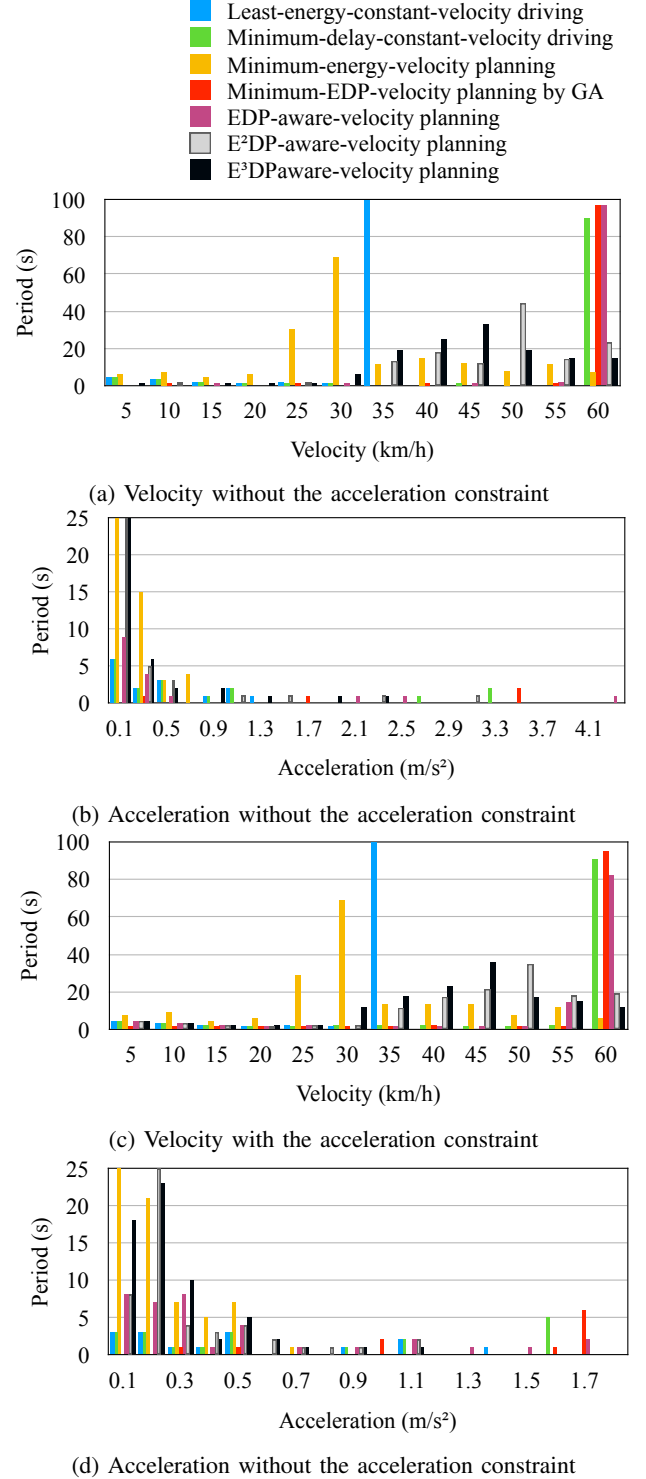 Least-energy-constant-velocity driving
Minimum-delay-constant-velocity driving
Minimum-energy-velocity planning
Minimum-EDP-velocity planning by GA
EDP-aware-velocity planning
E²DP-aware-velocity planning
E³DPaware-velocity planning
100
80
60
40
20
0
Period (s)
5 10 15 20 25 30 35 40 45 50 55 60
Velocity (km/h)
(a) Velocity without the acceleration constraint
25
20
15
10
5
0
Period (s)
0.1 0.5 0.9 1.3 1.7 2.1 2.5 2.9 3.3 3.7 4.1
Acceleration (m/s²)
(b) Acceleration without the acceleration constraint
100
80
60
40
20
0
Period (s)
5 10 15 20 25 30 35 40 45 50 55 60
Velocity (km/h)
(c) Velocity with the acceleration constraint
25
20
15
10
5
0
Period (s)
0.1 0.3 0.5 0.7 0.9 1.1 1.3 1.5 1.7
Acceleration (m/s²)
(d) Acceleration without the acceleration constraint